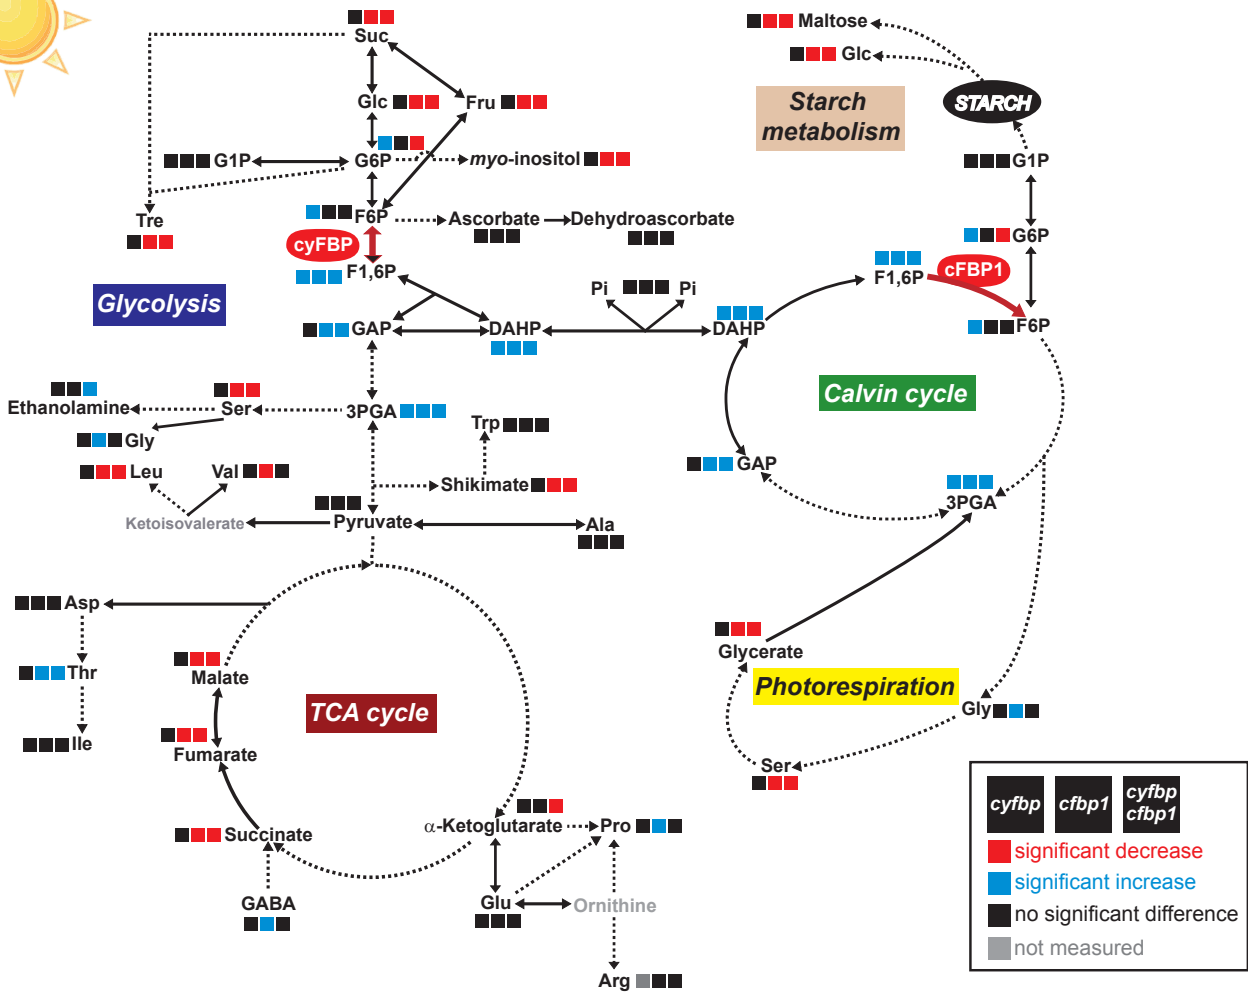 Suc
Maltose
Glc
Starch
metabolism
STARCH
Glc
Fru
G1P
G6P
myo-inositol
G1P
Tre
F6P
Ascorbate
Dehydroascorbate
G6P
cyFBP
F1,6P
cFBP1
F1,6P
Glycolysis
Pi
Pi
GAP
DAHP
DAHP
F6P
Calvin cycle
Ethanolamine
Ser
3PGA
Gly
Trp
Leu
Val
Shikimate
GAP
3PGA
Ketoisovalerate
Pyruvate
Ala
Asp
Glycerate
Thr
Malate
Photorespiration
TCA cycle
Gly
Ile
Fumarate
Ser
Succinate
α-Ketoglutarate
Pro
GABA
Glu
Ornithine
Arg
cyfbp
cfbp1
cyfbp
cfbp1
significant decrease
significant increase
no significant difference
not measured